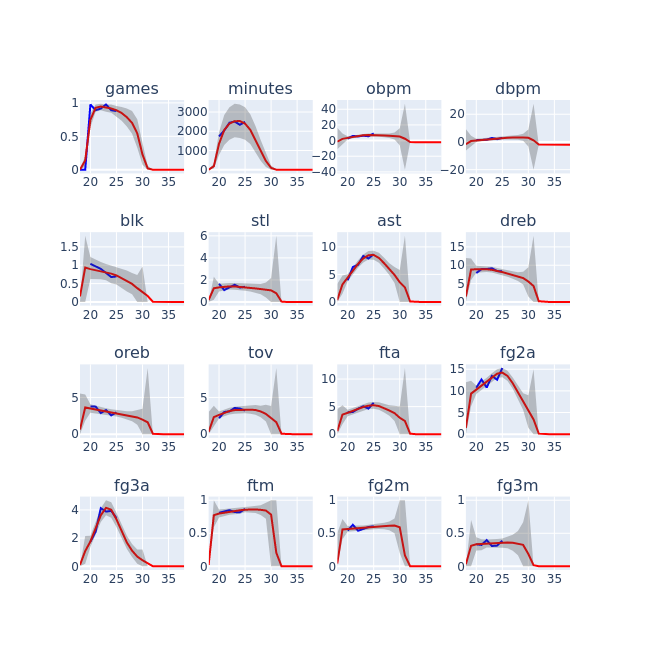 games minutes obpm dbpm
1 0.5 0 20 25 30 35
3000 2000 1000 0 20 25 30 35
40 20 0 −20 −40 20 25 30 35
20 0 −20 20 25 30 35
blk stl ast dreb
1.5 1 0.5 0 20 25 30 35
6 4 2 0 20 25 30 35
10 5 0 20 25 30 35
15 10 5 0 20 25 30 35
oreb tov fta fg2a
5 0 20 25 30 35
5 0 20 25 30 35
10 5 0 20 25 30 35
15 10 5 0 20 25 30 35
fg3a ftm fg2m fg3m
4 2 0 20 25 30 35
1 0.5 0 20 25 30 35
1 0.5 0 20 25 30 35
1 0.5 0 20 25 30 35